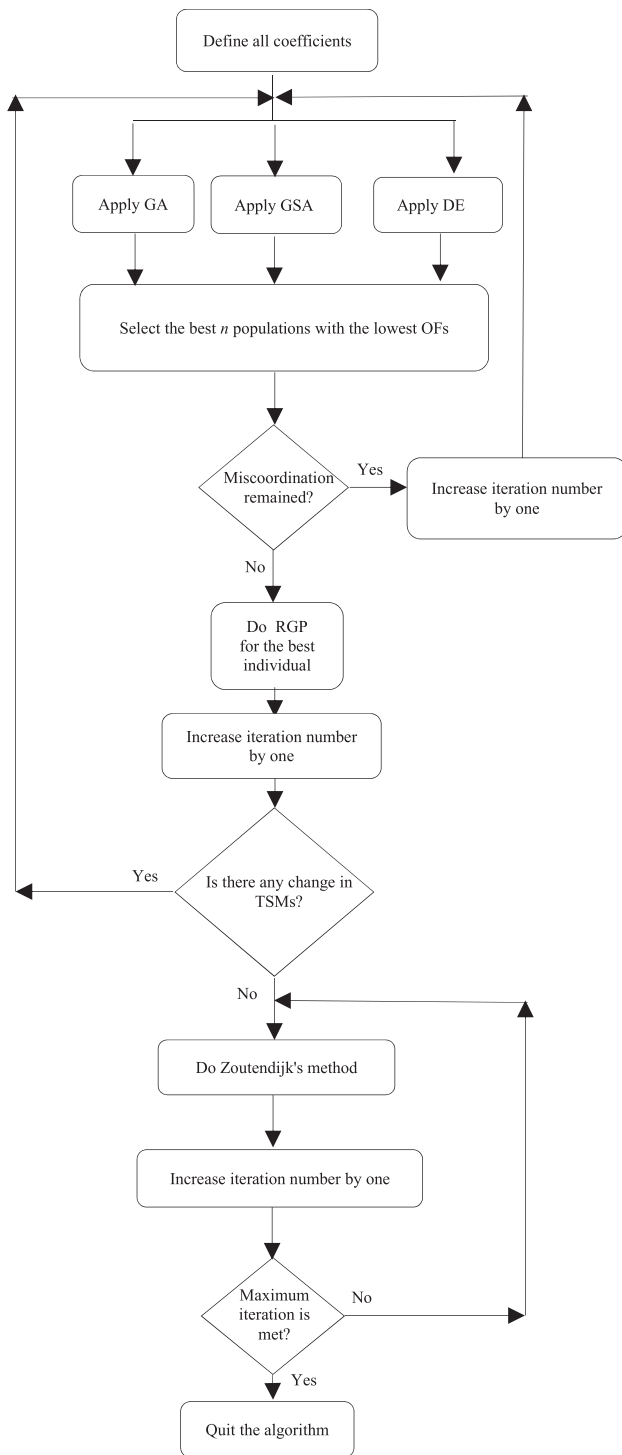 Define all coefficients
Apply GA
Apply GSA
Apply DE
Select the best n populations with the lowest OFs
Miscoordination
remained?
Yes
Increase iteration number
by one
No
Do RGP
for the best
individual
Increase iteration number
by one
Yes
Is there any change in
TSMs?
No
Do Zoutendijk's method
Increase iteration number by one
Maximum
iteration is
met?
No
Yes
Quit the algorithm